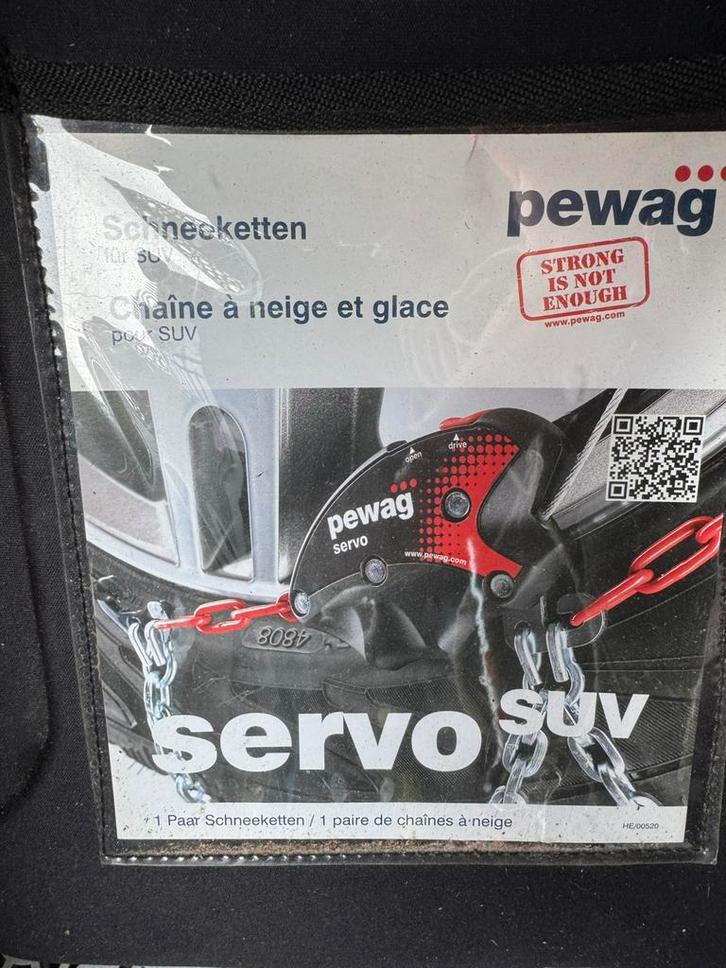 pewag
Schneeketten
für SUV
STRONG
IS NOT
ENOUGH
www.pewag.com
Chaîne à neige et glace
pour SUV
open
drive
pewag
servo
www.pewag.com
4808
servo SUV
1 Paar Schneeketten / 1 paire de chaînes à neige
HE/00520